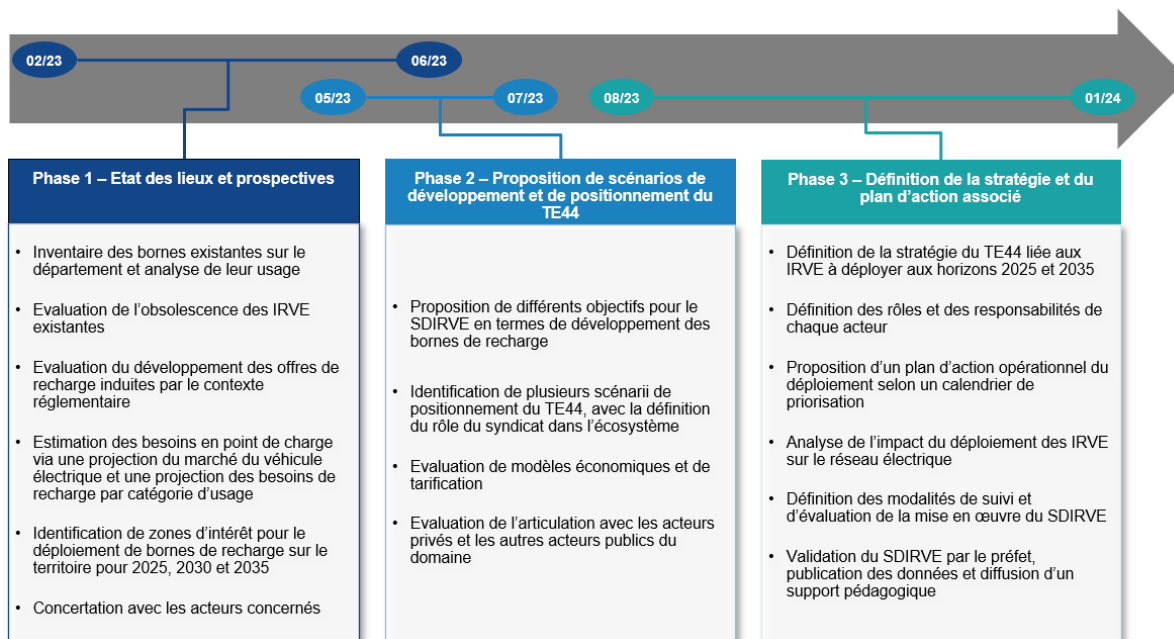 02/23
06/23
05/23
07/23
08/23
01/24
Phase 1 – Etat des lieux et prospectives
• Inventaire des bornes existantes sur le
département et analyse de leur usage
• Evaluation de l'obsolescence des IRVE
existantes
• Evaluation du développement des offres de
recharge induites par le contexte
réglementaire
• Estimation des besoins en point de charge
via une projection du marché du véhicule
électrique et une projection des besoins de
recharge par catégorie d'usage
• Identification de zones d'intérêt pour le
déploiement de bornes de recharge sur le
territoire pour 2025, 2030 et 2035
• Concertation avec les acteurs concernés
Phase 2 – Proposition de scénarios de
développement et de positionnement du
TE44
• Proposition de différents objectifs pour le
SDIRVE en termes de développement des
bornes de recharge
• Identification de plusieurs scénarii de
positionnement du TE44, avec la définition
du rôle du syndicat dans l'écosystème
• Evaluation de modèles économiques et de
tarification
• Evaluation de l'articulation avec les acteurs
privés et les autres acteurs publics du
domaine
Phase 3 – Définition de la stratégie et du
plan d'action associé
• Définition de la stratégie du TE44 liée aux
IRVE à déployer aux horizons 2025 et 2035
• Définition des rôles et des responsabilités de
chaque acteur
• Proposition d'un plan d'action opérationnel du
déploiement selon un calendrier de
priorisation
• Analyse de l'impact du déploiement des IRVE
sur le réseau électrique
• Définition des modalités de suivi et
d'évaluation de la mise en œuvre du SDIRVE
• Validation du SDIRVE par le préfet,
publication des données et diffusion d'un
support pédagogique